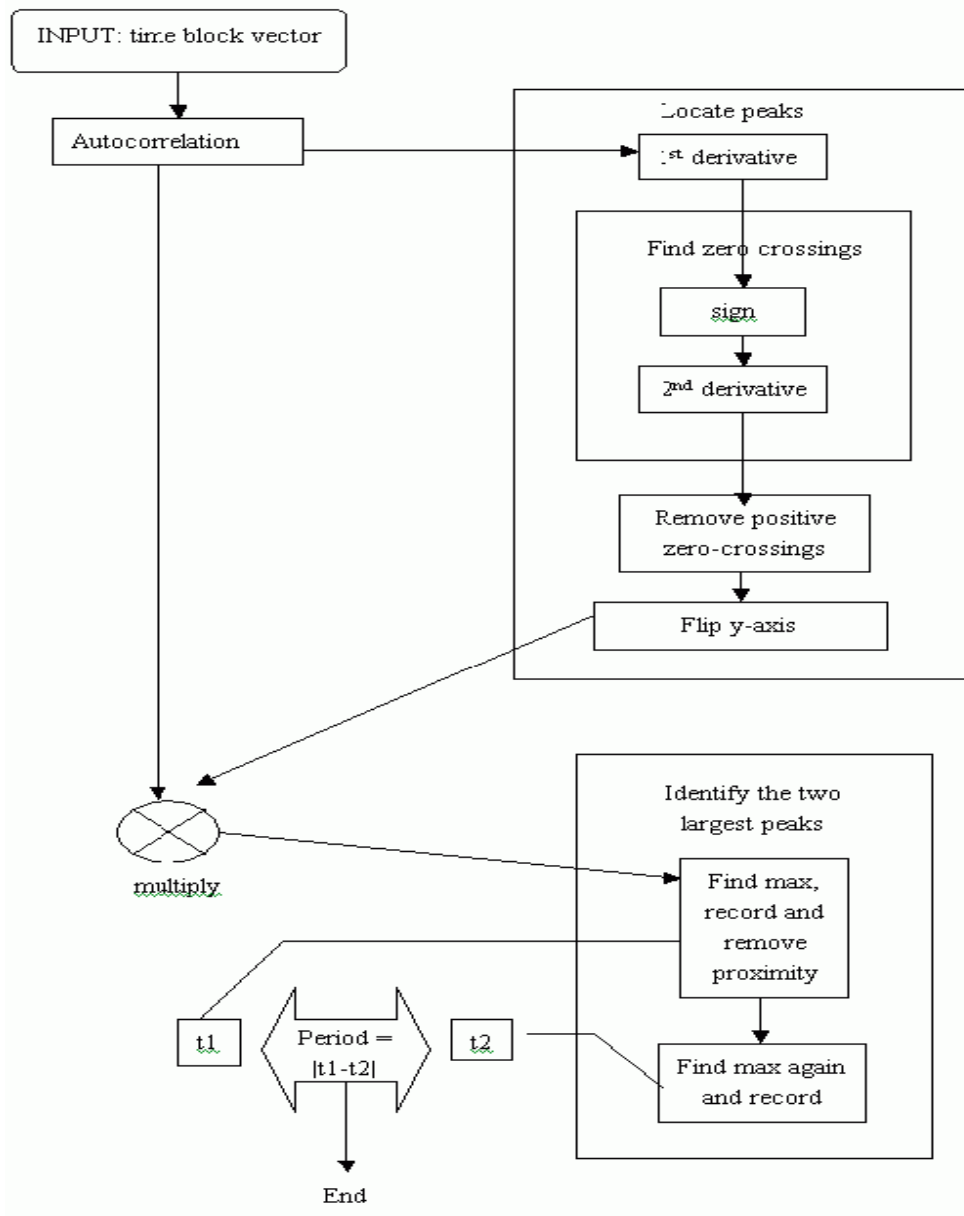 INPUT: time block vector
Autocorrelation
Locate peaks
1st derivative
Find zero crossings
sign
2nd derivative
Remove positive
zero-crossings
Flip y-axis
multiply
Identify the two
largest peaks
Find max,
record and
remove
proximity
t1
Period =
|t1-t2|
t2
Find max again
and record
End